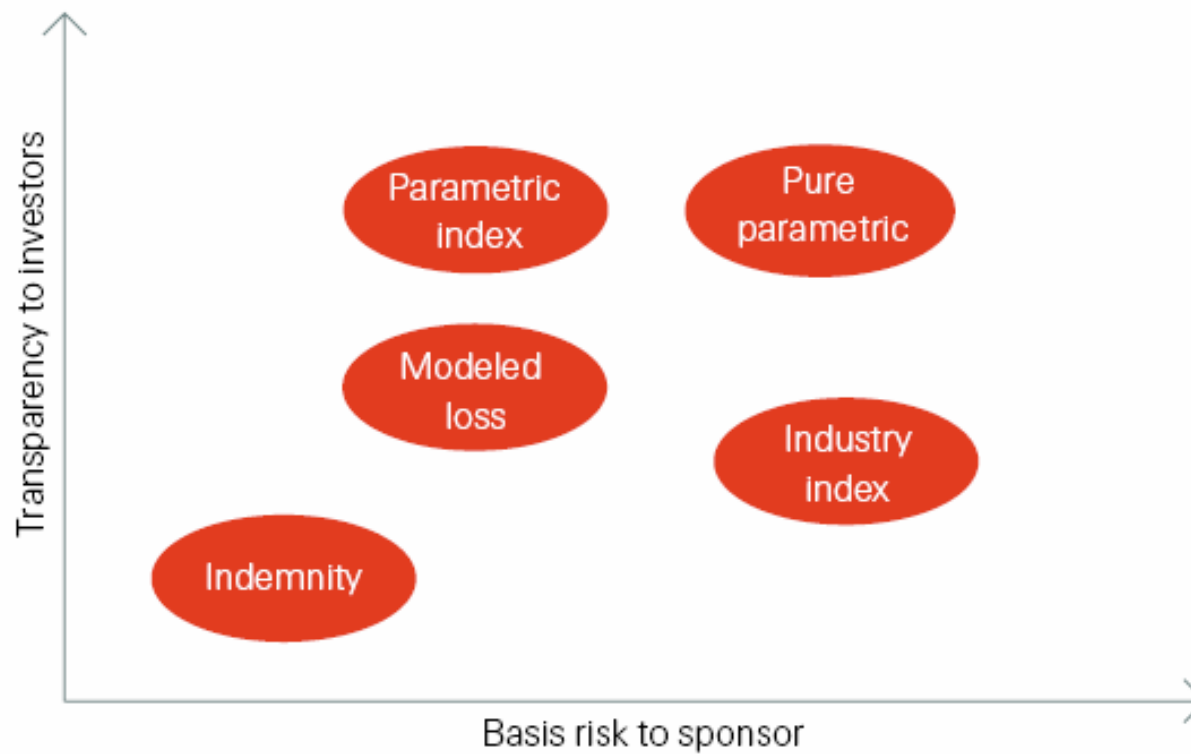 Transparency to investors
Parametric
index
Pure
parametric
Modeled
loss
Industry
index
Indemnity
Basis risk to sponsor